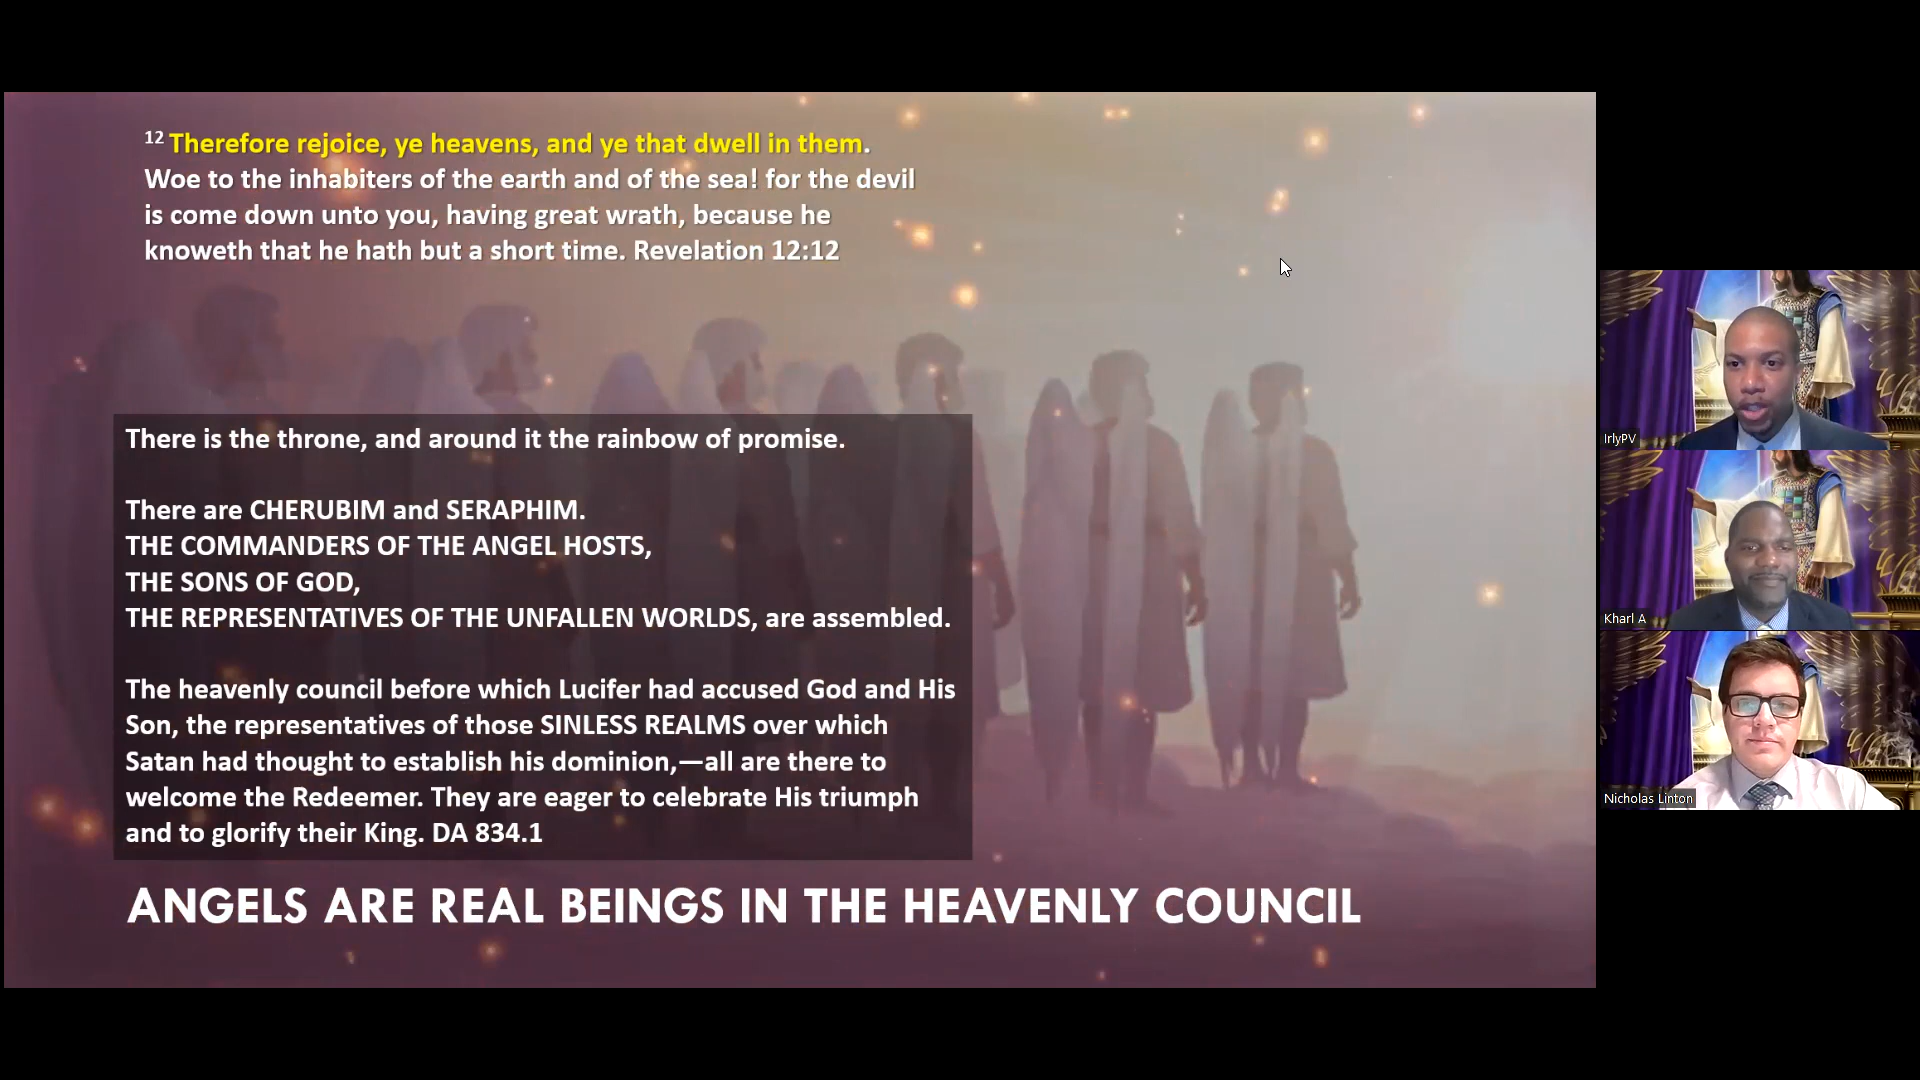 12 Therefore rejoice, ye heavens, and ye that dwell in them.
Woe to the inhabiters of the earth and of the sea! for the devil
is come down unto you, having great wrath, because he
knoweth that he hath but a short time. Revelation 12:12
There is the throne, and around it the rainbow of promise.
There are CHERUBIM and SERAPHIM.
THE COMMANDERS OF THE ANGEL HOSTS,
THE SONS OF GOD,
THE REPRESENTATIVES OF THE UNFALLEN WORLDS, are assembled.
The heavenly council before which Lucifer had accused God and His
Son, the representatives of those SINLESS REALMS over which
Satan had thought to establish his dominion,—all are there to
welcome the Redeemer. They are eager to celebrate His triumph
and to glorify their King. DA 834.1
ANGELS ARE REAL BEINGS IN THE HEAVENLY COUNCIL
IrlyPV
Kharl A
Nicholas Linton